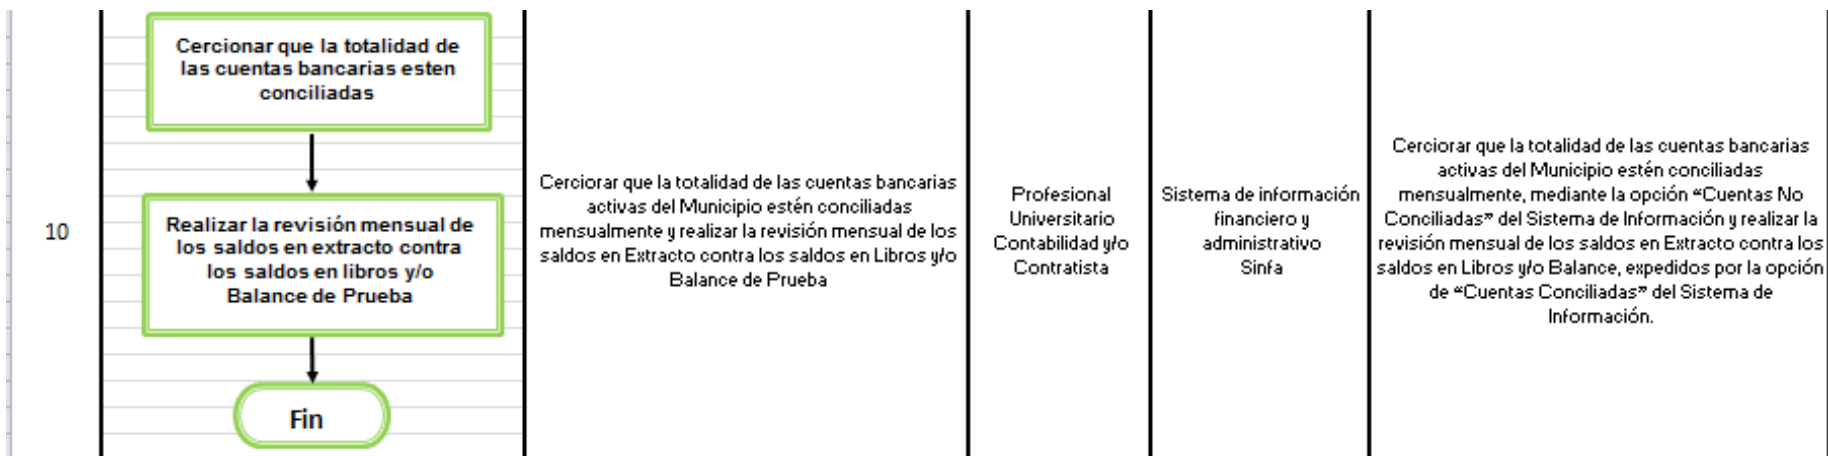 10
Cercionar que la totalidad de
las cuentas bancarias esten
conciliadas
Realizar la revisión mensual de
los saldos en extracto contra
los saldos en libros y/o
Balance de Prueba
Fin
Cerciorar que la totalidad de las cuentas bancarias
activas del Municipio estén conciliadas
mensualmente y realizar la revisión mensual de los
saldos en Extracto contra los saldos en Libros y/o
Balance de Prueba
Profesional
Universitario
Contabilidad y/o
Contratista
Sistema de información
financiero y
administrativo
Sinfa
Cerciorar que la totalidad de las cuentas bancarias
activas del Municipio estén conciliadas
mensualmente, mediante la opción “Cuentas No
Conciliadas” del Sistema de Información y realizar la
revisión mensual de los saldos en Extracto contra los
saldos en Libros y/o Balance, expedidos por la opción
de “Cuentas Conciliadas” del Sistema de
Información.